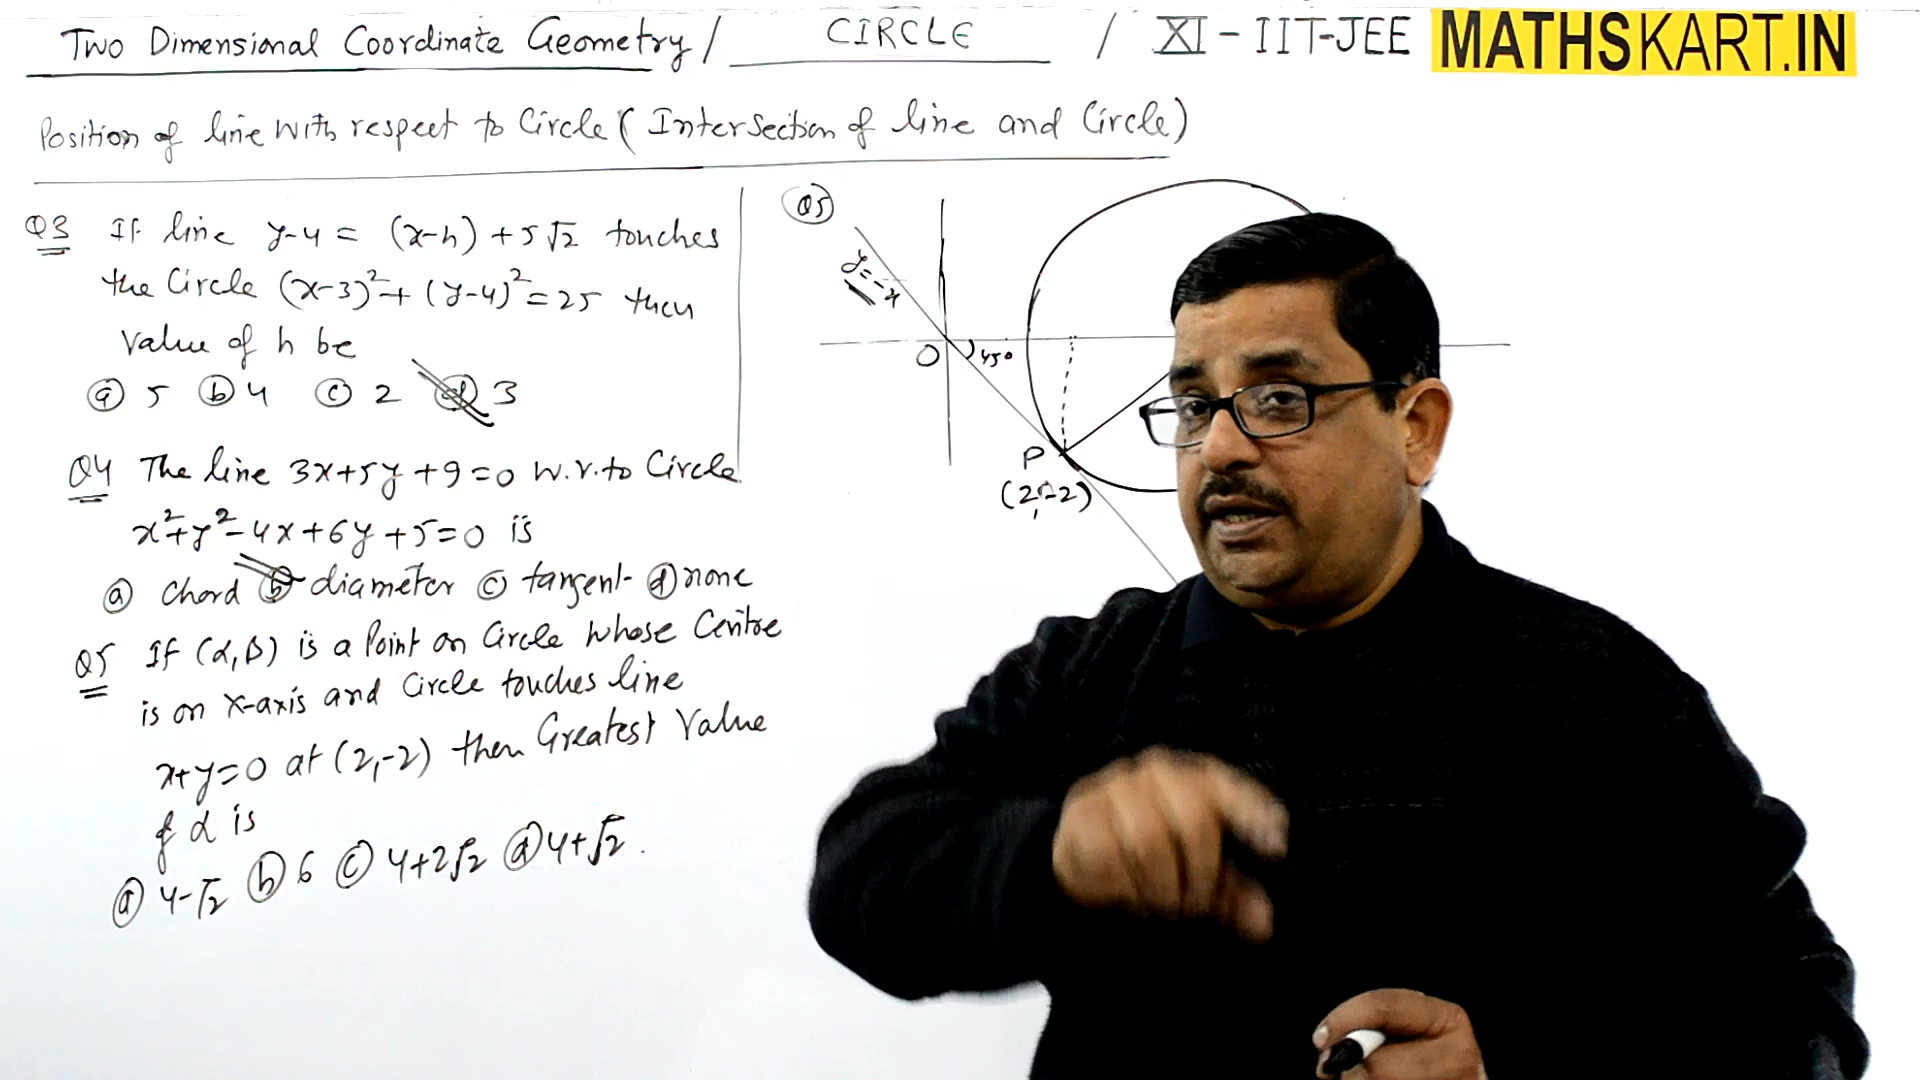 Two Dimensional Coordinate Geometry / CIRCLE / XI - IIT-JEE MATHSKART.IN
Position of line with respect to Circle (Intersection of line and Circle)
Q3 If line y-4 = (x-h) + 5√2 touches
the Circle (x-3)²+(y-4)²=25 then
Value of h be
(a) 5 (b) 4 (c) 2 (d) 3
Q4 The line 3x+5y+9=0 w.r.to Circle
x²+y²-4x+6y+5=0 is
(a) Chord (b) diameter (c) tangent (d) none
Q5 If (α,β) is a Point on Circle whose Centre
is on x-axis and Circle touches line
x+y=0 at (2,-2) then Greatest Value
of α is
(a) 4-√2 (b) 6 (c) 4+2√2 (d) 4+√2.
Q5
y=-x
O
45°
P
(2,-2)